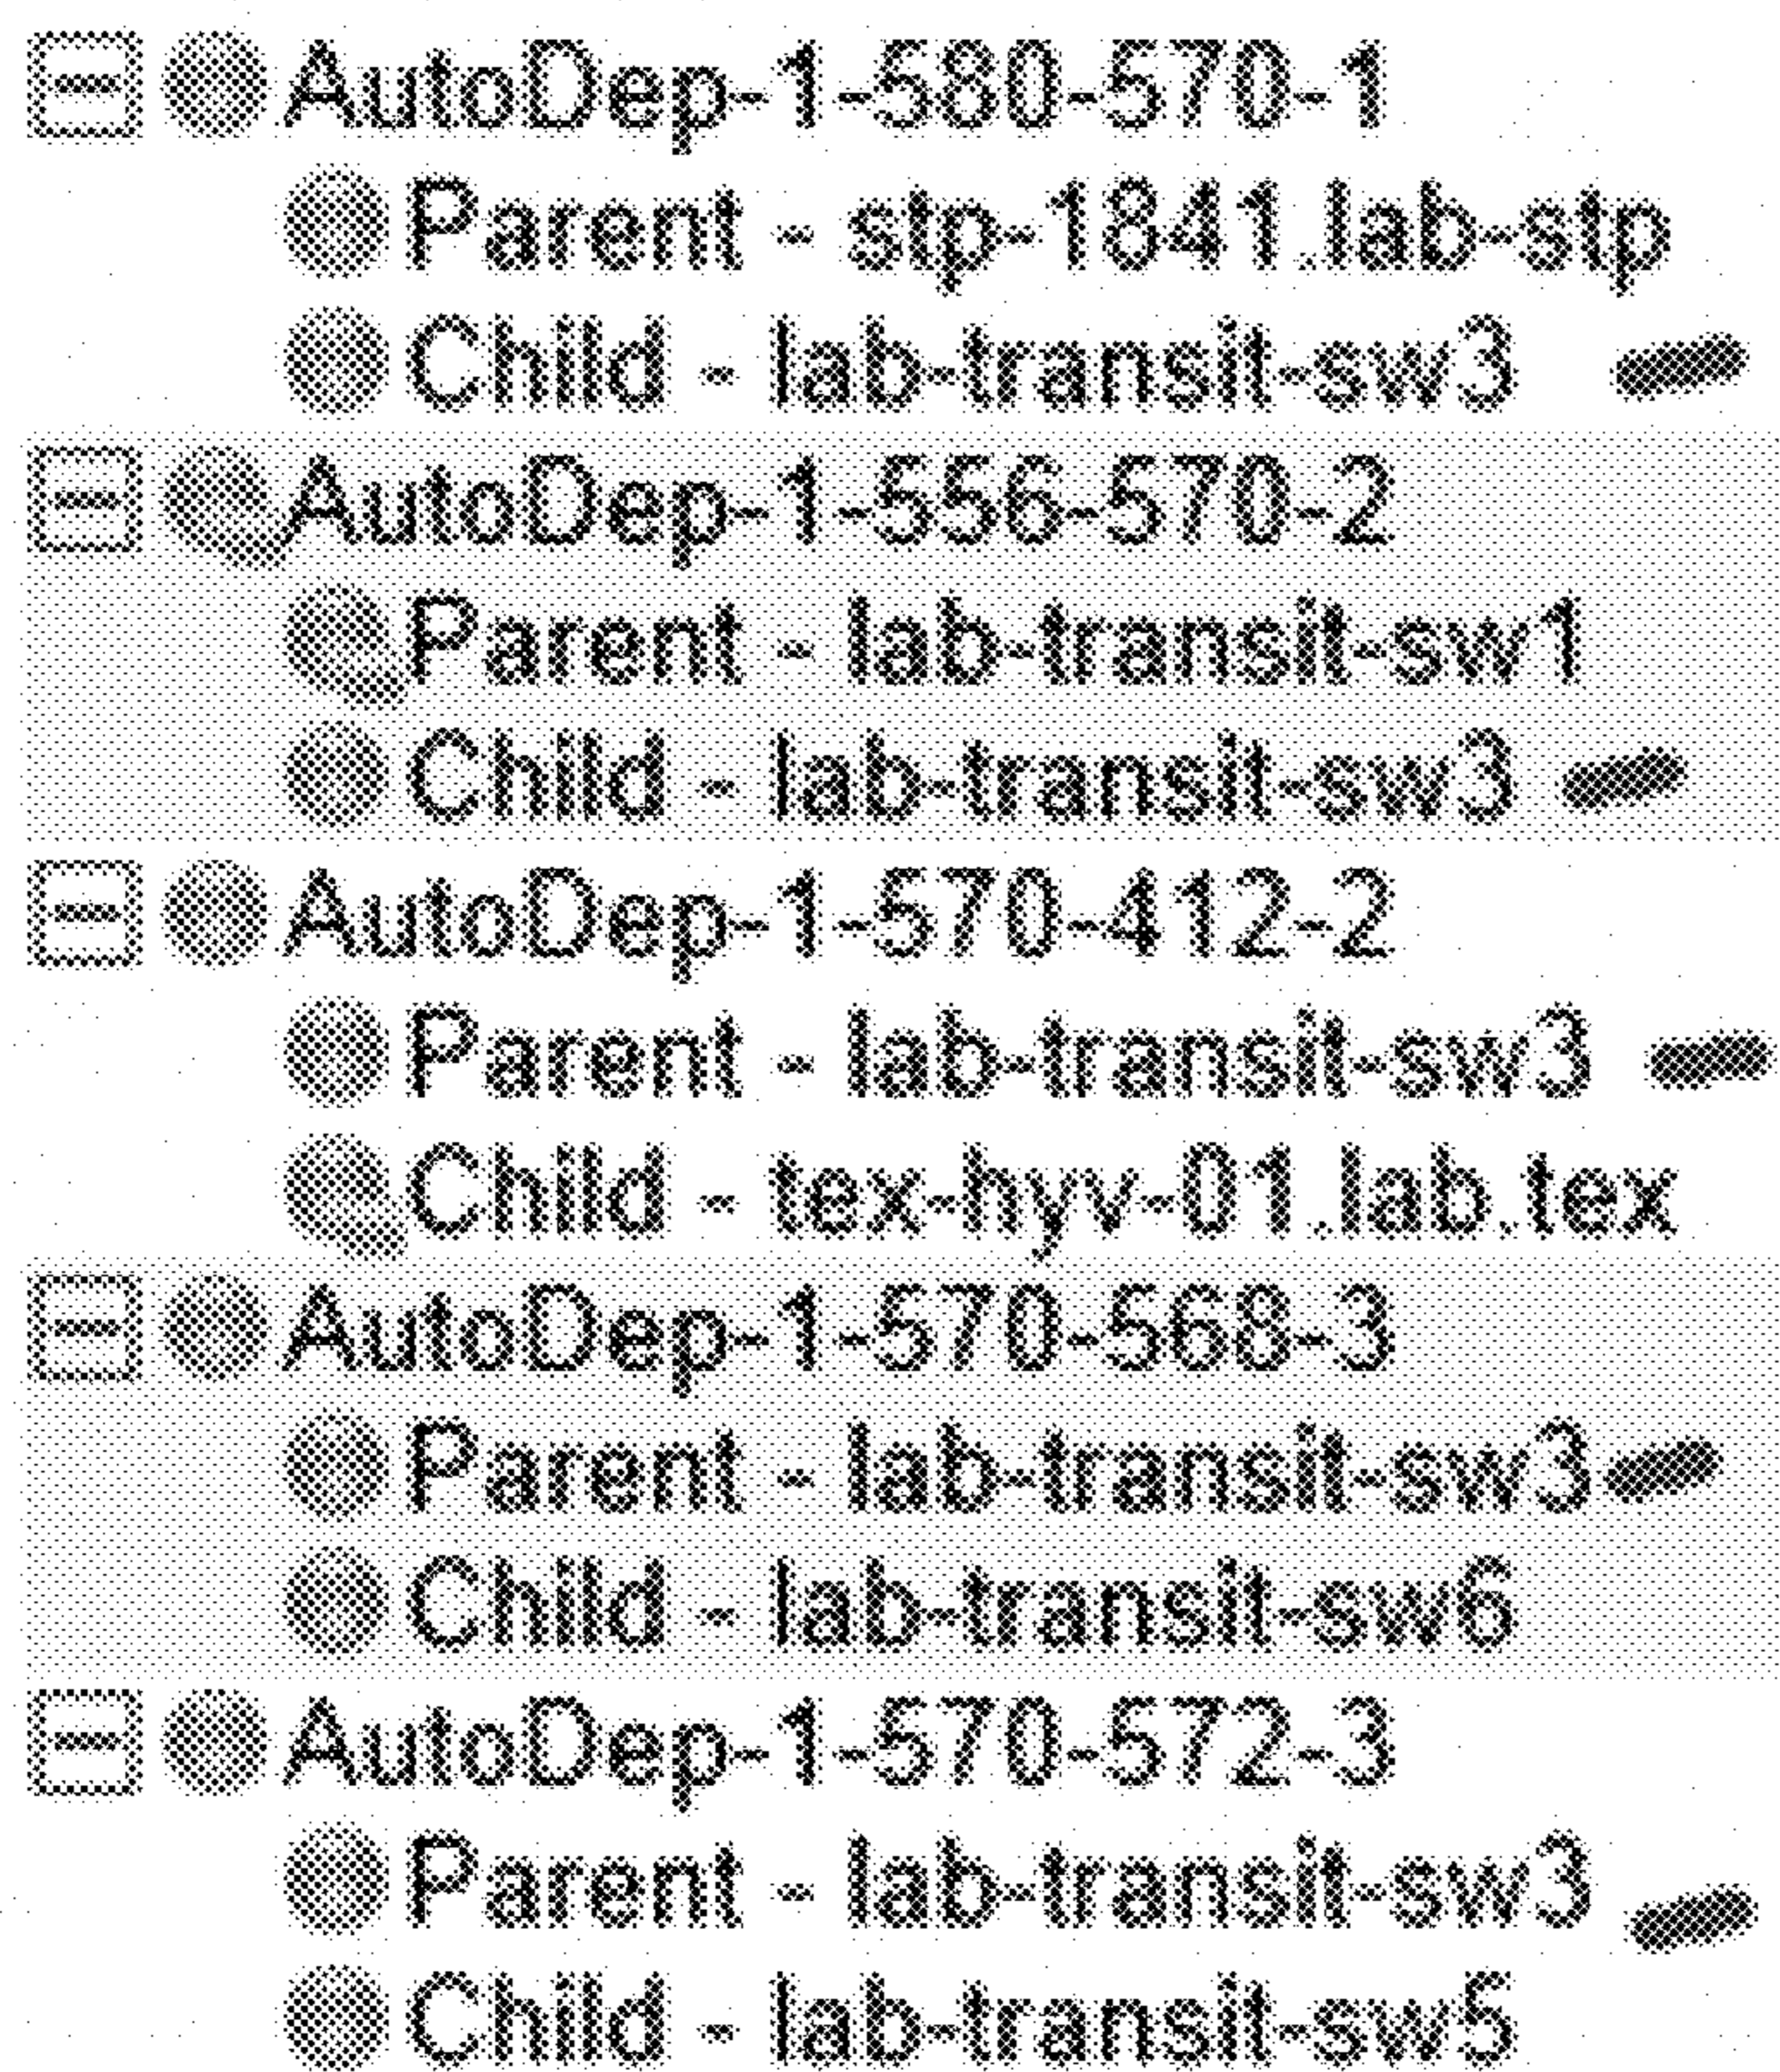 AutoDep-1-580-570-1
Parent - stp-1841.lab-stp
Child - lab-transit-sw3
AutoDep-1-556-570-2
Parent - lab-transit-sw1
Child - lab-transit-sw3
AutoDep-1-570-412-2
Parent - lab-transit-sw3
Child - tex-hyv-01.lab.tex
AutoDep-1-570-568-3
Parent - lab-transit-sw3
Child - lab-transit-sw6
AutoDep-1-570-572-3
Parent - lab-transit-sw3
Child - lab-transit-sw5